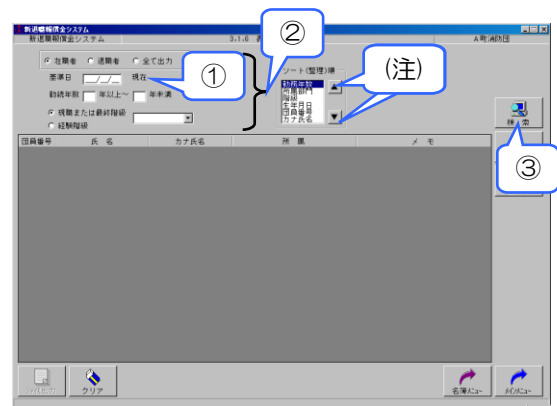 新退職報償金システム
新退職報償金システム 3.1.6 A町消防団
②
在職者 退職者 全て出力
ソート(整理)順
(注)
基準日 _/_/_ 現在
①
勤続年数 年以上～ 年未満
勤務年数
所属部門
階級
生年月日
団員番号
カナ氏名
現職または最終階級
経験階級
検索
団員番号 氏名 カナ氏名 所属 メモ
③
クリア
名簿メニュー
メインメニュー